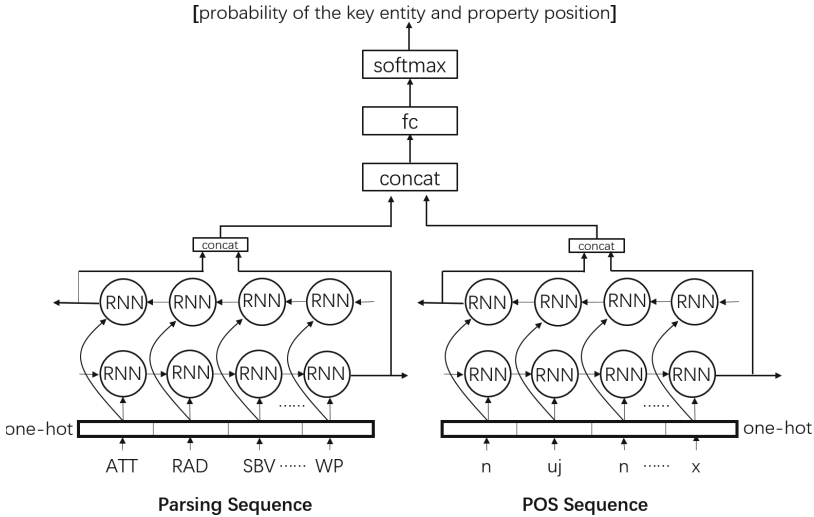 [probability of the key entity and property position]
softmax
fc
concat
concat
concat
RNN RNN RNN RNN RNN RNN RNN RNN
RNN RNN RNN RNN RNN RNN RNN RNN
...... ......
one-hot one-hot
ATT RAD SBV ...... WP n uj n ...... x
Parsing Sequence POS Sequence